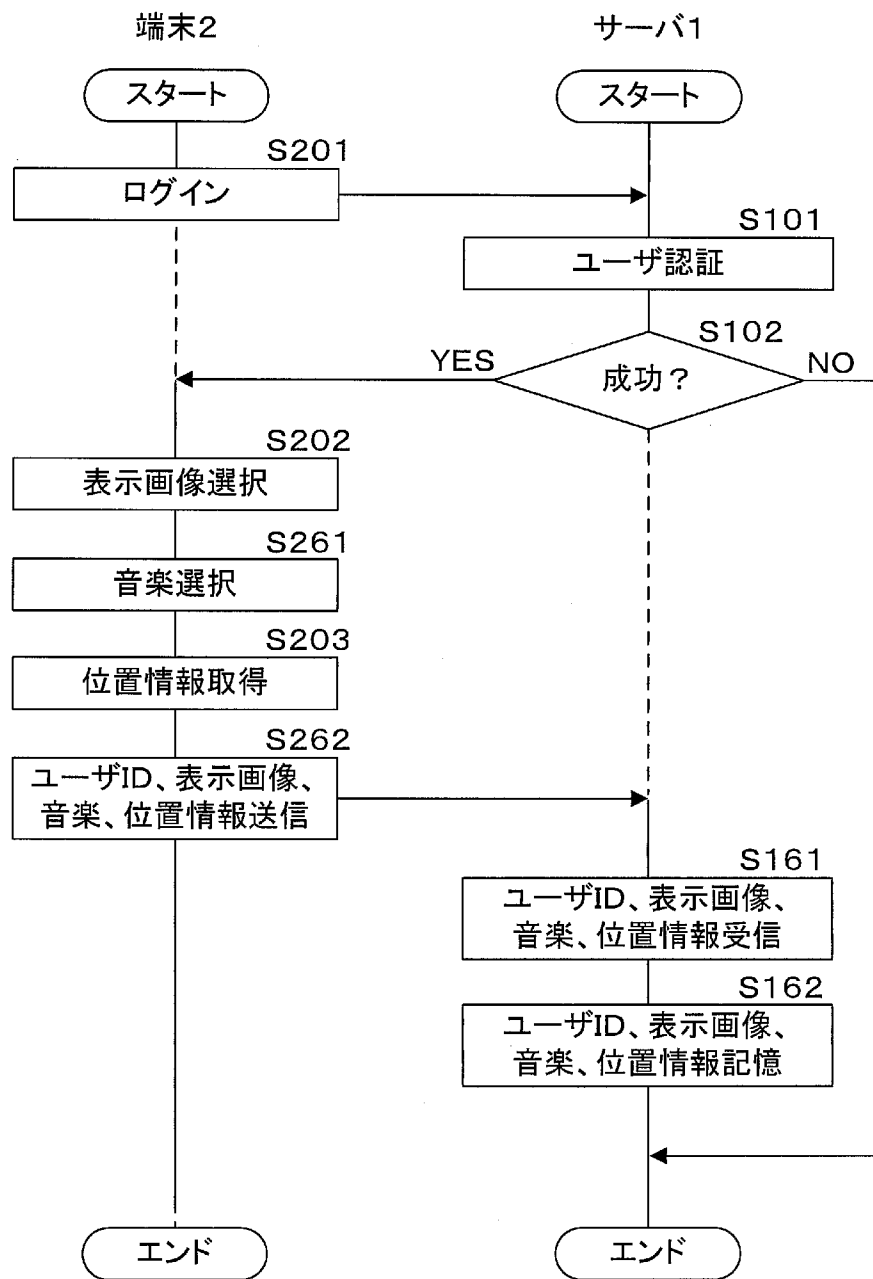 端末2
サーバ1
スタート
スタート
S201
ログイン
S101
ユーザ認証
S102
YES
成功？
NO
S202
表示画像選択
S261
音楽選択
S203
位置情報取得
S262
ユーザID、表示画像、
音楽、位置情報送信
S161
ユーザID、表示画像、
音楽、位置情報受信
S162
ユーザID、表示画像、
音楽、位置情報記憶
エンド
エンド